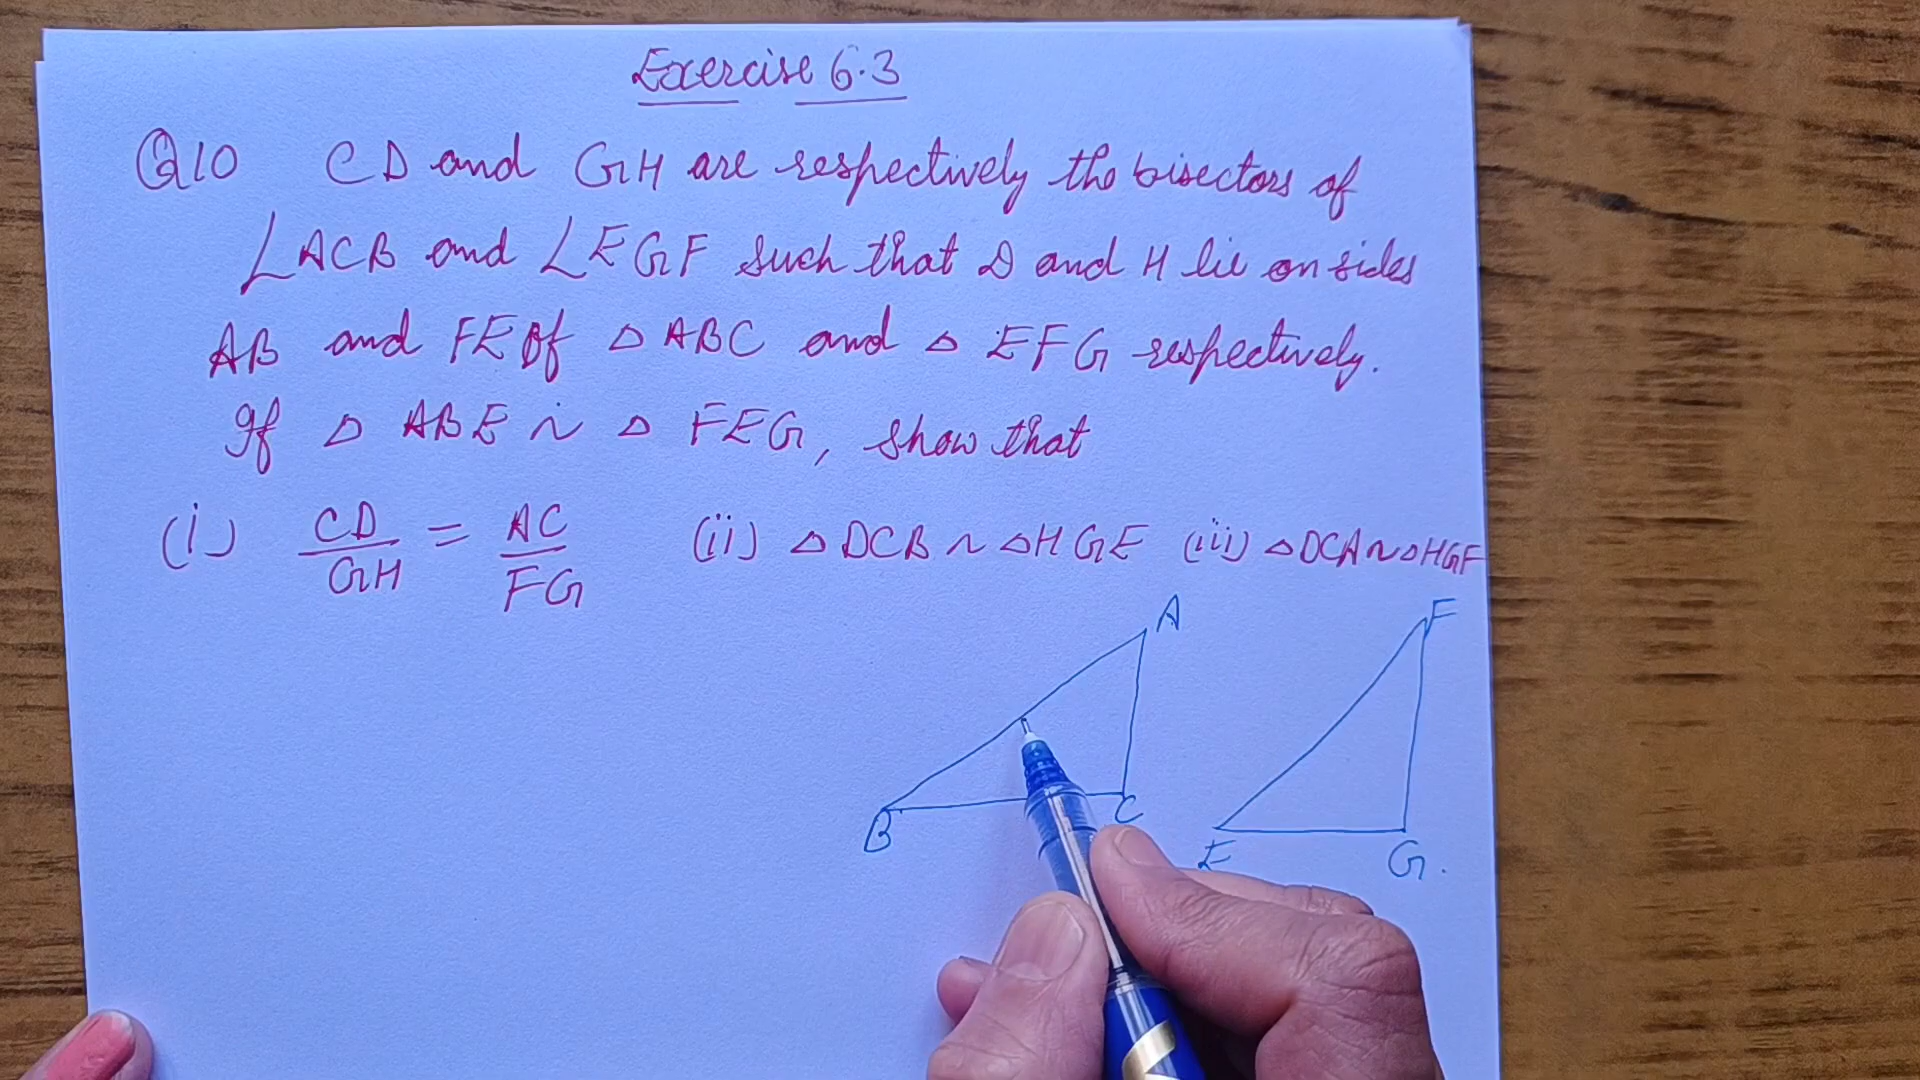 Exercise 6.3
Q10 CD and GH are respectively the bisectors of
∠ACB and ∠EGF such that D and H lie on sides
AB and FE of △ ABC and △ EFG respectively.
If △ ABE ~ △ FEG, show that
(i) CD/GH = AC/FG (ii) △DCB ~ △HGE (iii) △DCA ~ △HGF
A
F
B
C
E
G.